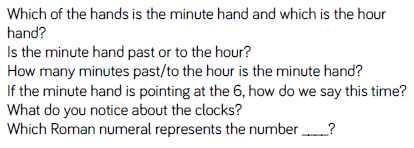 Which of the hands is the minute hand and which is the hour
hand?
Is the minute hand past or to the hour?
How many minutes past/to the hour is the minute hand?
If the minute hand is pointing at the 6, how do we say this time?
What do you notice about the clocks?
Which Roman numeral represents the number ___?